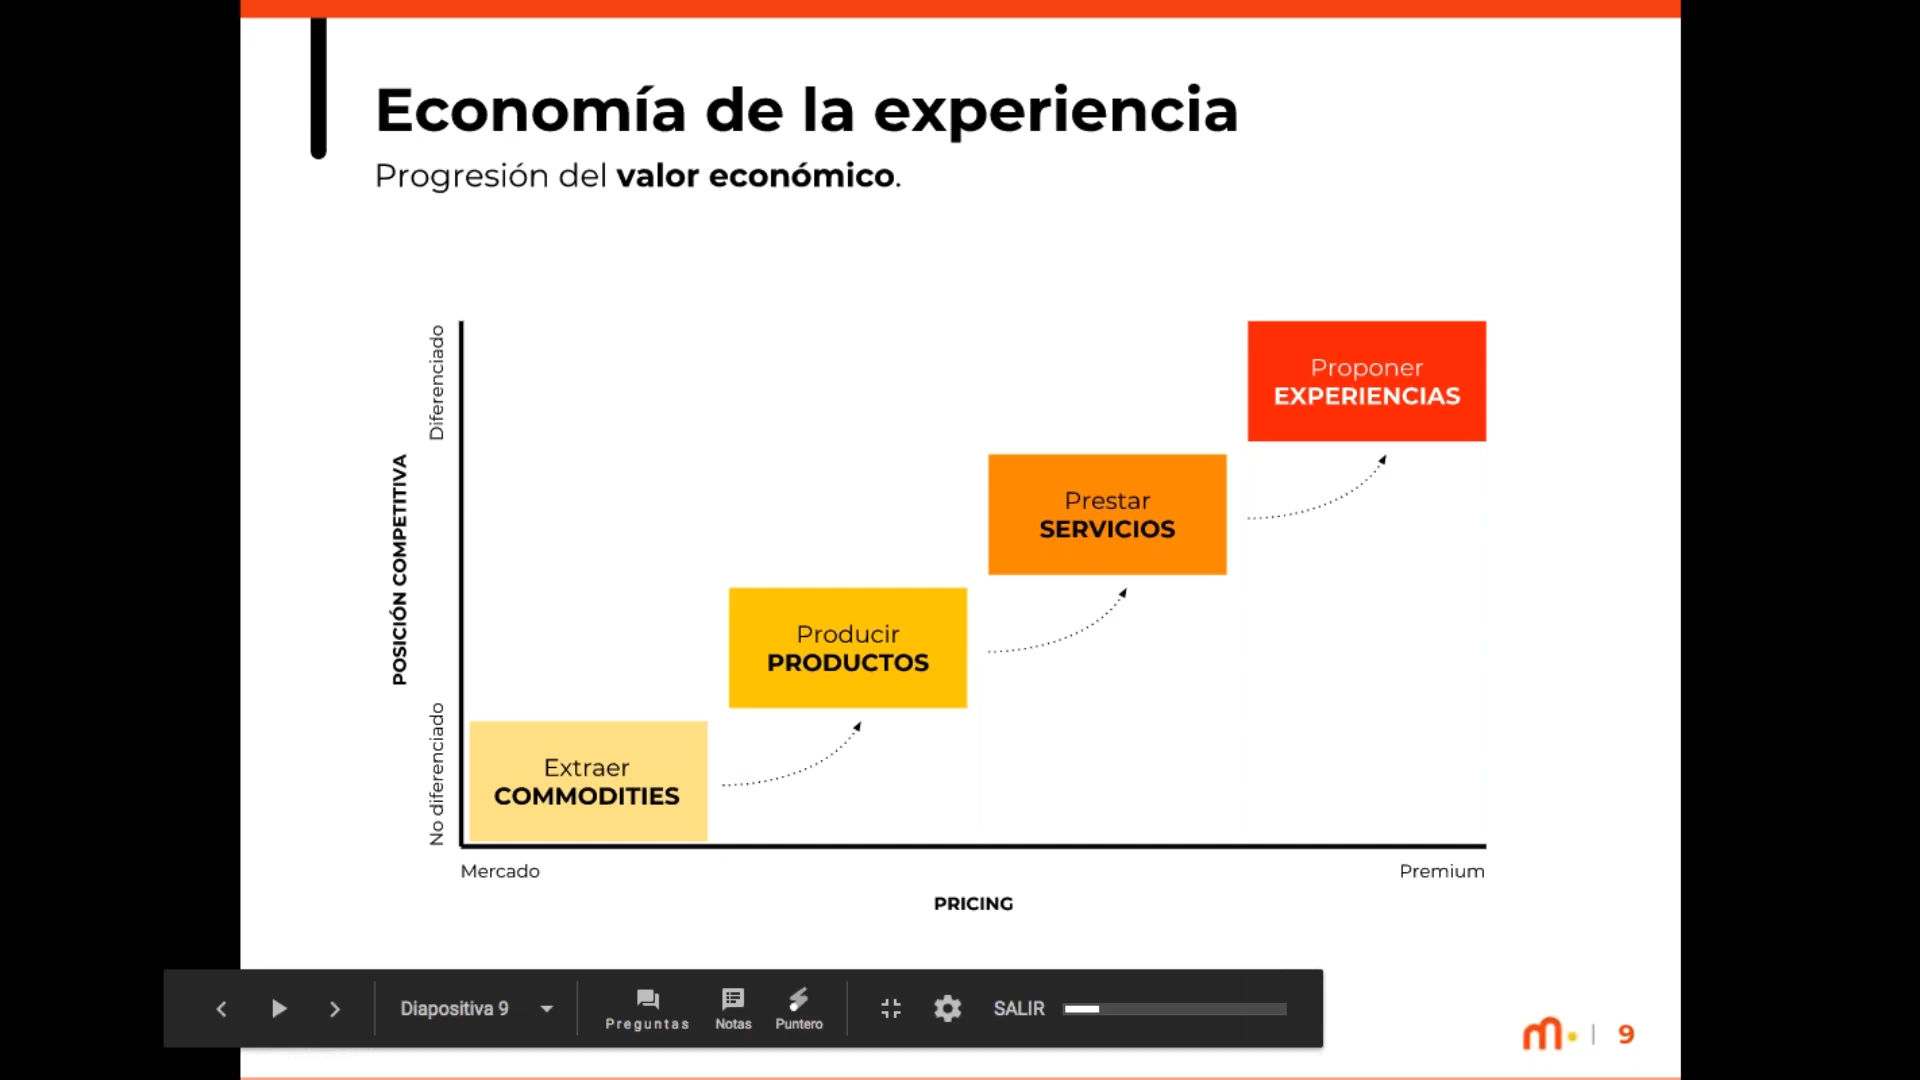 Economía de la experiencia
Progresión del valor económico.
Diferenciado
POSICIÓN COMPETITIVA
No diferenciado
Proponer
EXPERIENCIAS
Prestar
SERVICIOS
Producir
PRODUCTOS
Extraer
COMMODITIES
Mercado
Premium
PRICING
Diapositiva 9
Preguntas
Notas
Puntero
SALIR
m. | 9